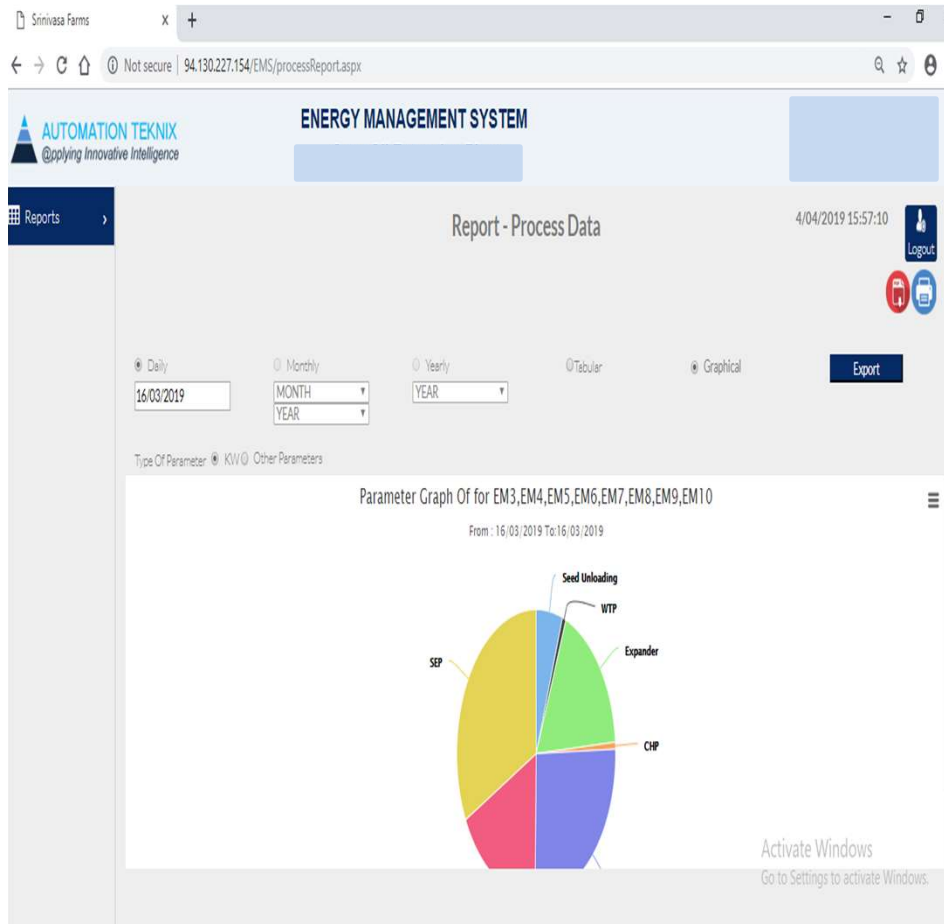 Srinivasa Farms
Not secure | 94.130.227.154/EMS/processReport.aspx
AUTOMATION TEKNIX
@pplying Innovative Intelligence
ENERGY MANAGEMENT SYSTEM
Reports
Report - Process Data
4/04/2019 15:57:10
Logout
Daily
Monthly
Yearly
Tabular
Graphical
Export
16/03/2019
MONTH
YEAR
YEAR
Type Of Parameter KW Other Parameters
Parameter Graph Of for EM3,EM4,EM5,EM6,EM7,EM8,EM9,EM10
From : 16/03/2019 To:16/03/2019
Seed Unloading
WTP
Expander
SEP
CHP
Activate Windows
Go to Settings to activate Windows.